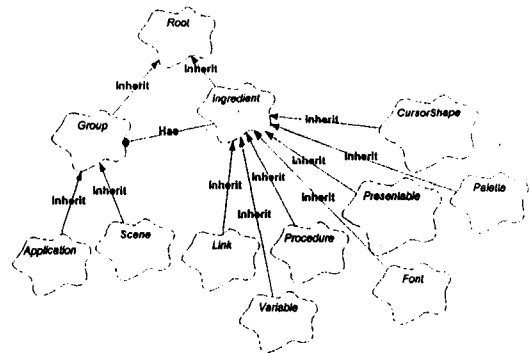 Root
Inherit
Inherit
Ingredient
Inherit
CursorShape
Group
Has
Inherit
Palette
Inherit
Inherit
Inherit
Inherit
Inherit
Presentable
Inherit
Inherit
Application
Scene
Link
Procedure
Font
Variable